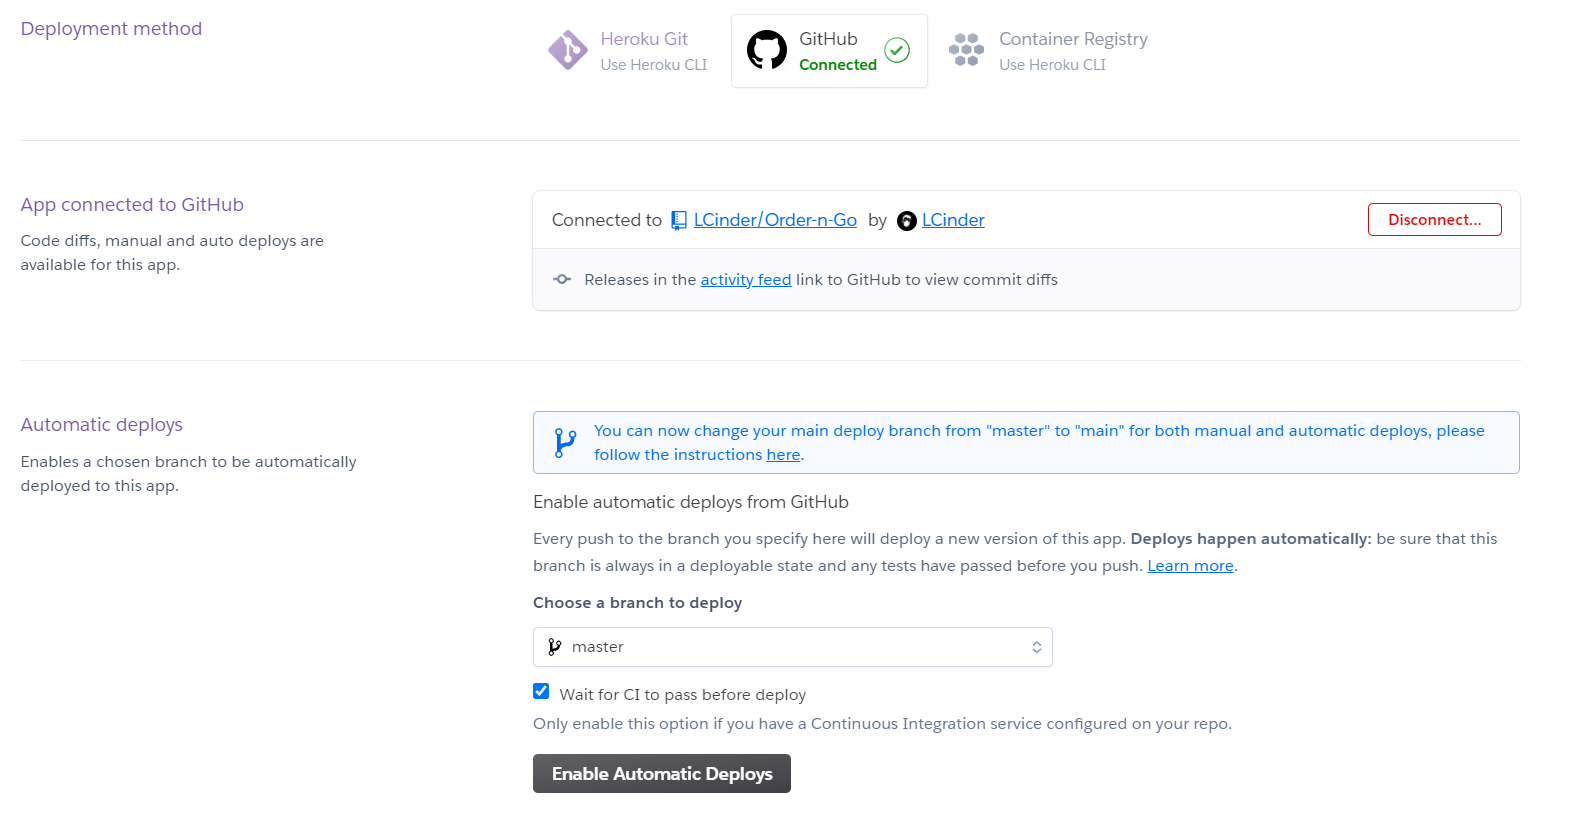 Deployment method
Heroku Git
Use Heroku CLI
GitHub
Connected
Container Registry
Use Heroku CLI
App connected to GitHub
Code diffs, manual and auto deploys are
available for this app.
Connected to LCinder/Order-n-Go by LCinder
Disconnect...
Releases in the activity feed link to GitHub to view commit diffs
Automatic deploys
Enables a chosen branch to be automatically
deployed to this app.
You can now change your main deploy branch from "master" to "main" for both manual and automatic deploys, please
follow the instructions here.
Enable automatic deploys from GitHub
Every push to the branch you specify here will deploy a new version of this app. Deploys happen automatically: be sure that this
branch is always in a deployable state and any tests have passed before you push. Learn more.
Choose a branch to deploy
master
Wait for CI to pass before deploy
Only enable this option if you have a Continuous Integration service configured on your repo.
Enable Automatic Deploys